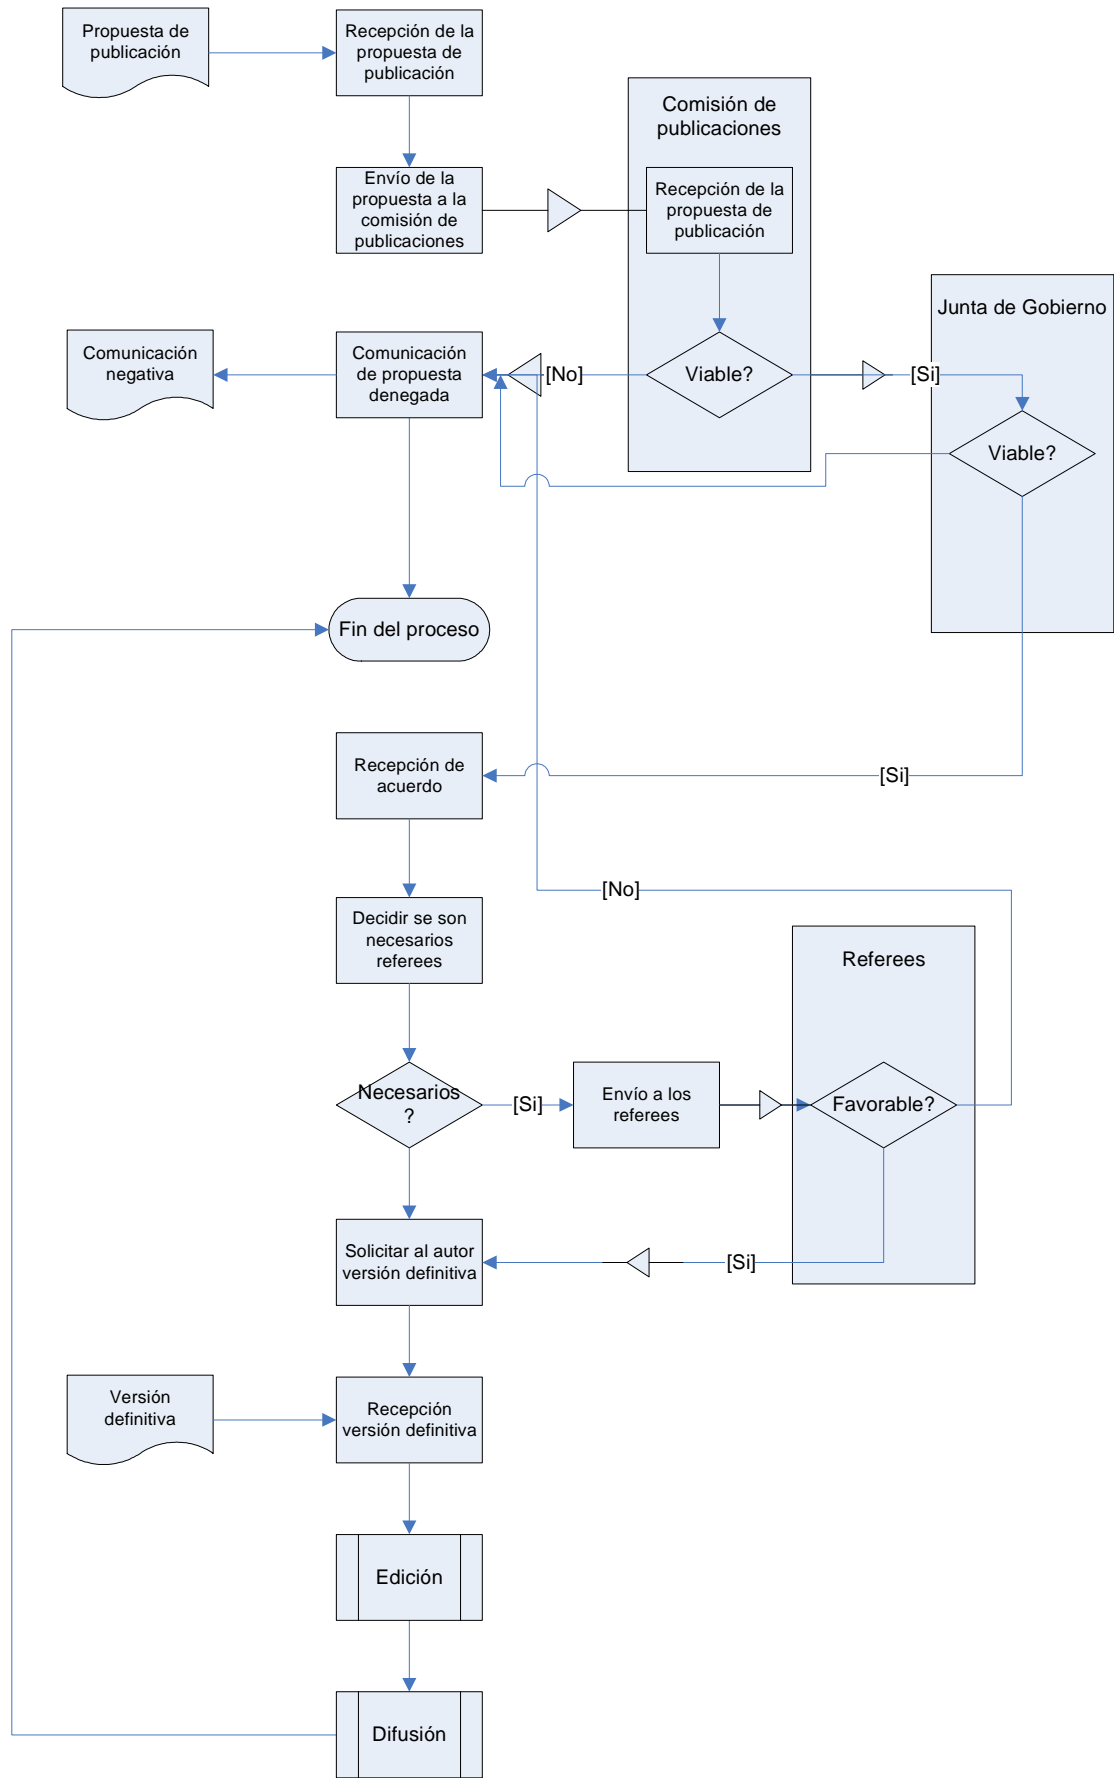 Propuesta de
publicación
Recepción de la
propuesta de
publicación
Comisión de
publicaciones
Envío de la
propuesta a la
comisión de
publicaciones
Recepción de la
propuesta de
publicación
Junta de Gobierno
Comunicación
negativa
Comunicación
de propuesta
denegada
[No]
Viable?
[Si]
Viable?
Fin del proceso
Recepción de
acuerdo
[Si]
Decidir se son
necesarios
referees
[No]
Referees
Necesarios
?
[Si]
Envío a los
referees
Favorable?
Solicitar al autor
versión definitiva
[Si]
Versión
definitiva
Recepción
versión definitiva
Edición
Difusión